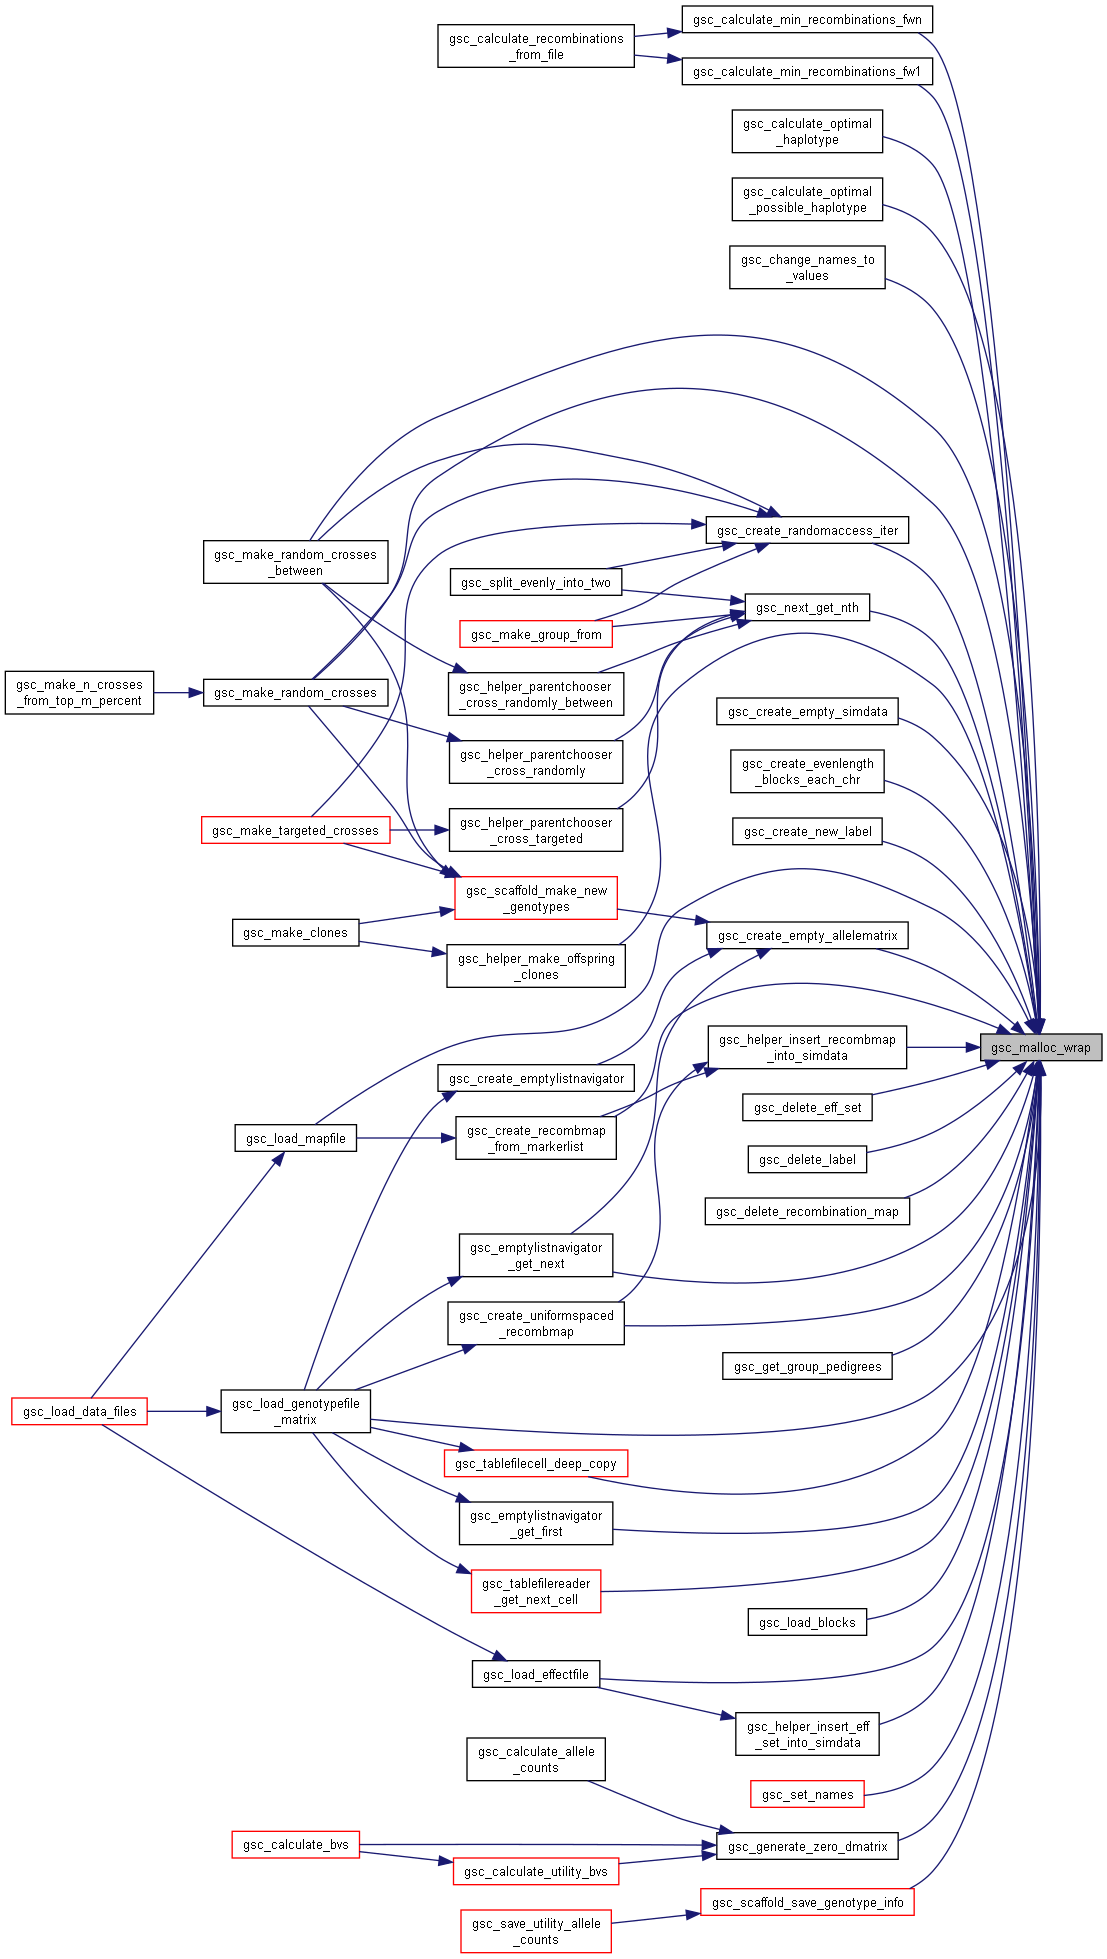 gsc_calculate_min_recombinations_fwn
gsc_calculate_recombinations
_from_file
gsc_calculate_min_recombinations_fw1
gsc_calculate_optimal
_haplotype
gsc_calculate_optimal
_possible_haplotype
gsc_change_names_to
_values
gsc_create_randomaccess_iter
gsc_make_random_crosses
_between
gsc_split_evenly_into_two
gsc_next_get_nth
gsc_make_group_from
gsc_make_n_crosses
_from_top_m_percent
gsc_make_random_crosses
gsc_helper_parentchooser
_cross_randomly_between
gsc_create_empty_simdata
gsc_helper_parentchooser
_cross_randomly
gsc_create_evenlength
_blocks_each_chr
gsc_make_targeted_crosses
gsc_helper_parentchooser
_cross_targeted
gsc_create_new_label
gsc_scaffold_make_new
_genotypes
gsc_make_clones
gsc_create_empty_allelematrix
gsc_helper_make_offspring
_clones
gsc_malloc_wrap
gsc_helper_insert_recombmap
_into_simdata
gsc_create_emptylistnavigator
gsc_delete_eff_set
gsc_load_mapfile
gsc_create_recombmap
_from_markerlist
gsc_delete_label
gsc_delete_recombination_map
gsc_emptylistnavigator
_get_next
gsc_create_uniformspaced
_recombmap
gsc_get_group_pedigrees
gsc_load_data_files
gsc_load_genotypefile
_matrix
gsc_tablefilecell_deep_copy
gsc_emptylistnavigator
_get_first
gsc_tablefilereader
_get_next_cell
gsc_load_blocks
gsc_load_effectfile
gsc_helper_insert_eff
_set_into_simdata
gsc_calculate_allele
_counts
gsc_set_names
gsc_calculate_bvs
gsc_generate_zero_dmatrix
gsc_calculate_utility_bvs
gsc_scaffold_save_genotype_info
gsc_save_utility_allele
_counts